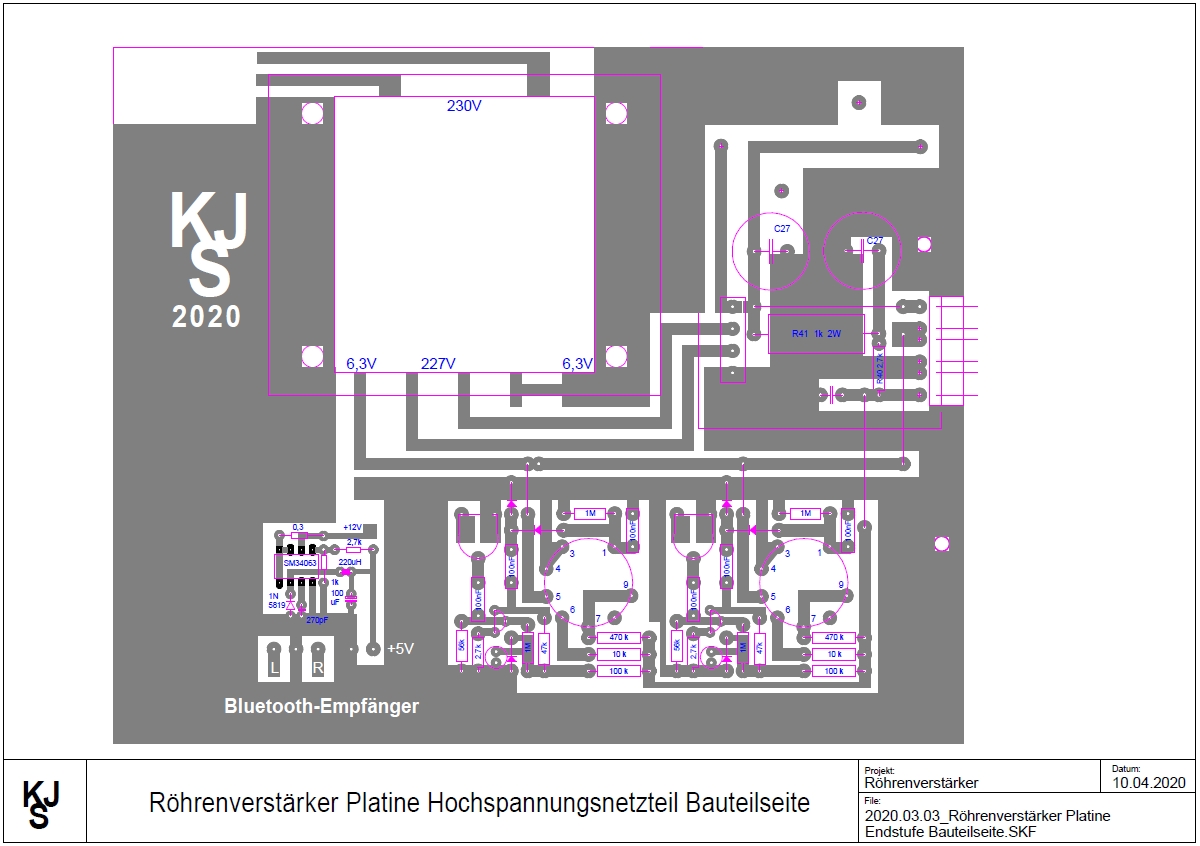 230V
KJ
S
2020
C27
C27
R41 1k 2W
R40 2,7k
6,3V
227V
6,3V
0,3
+12V
2,7k
SM34063
220uH
1k
1N
5819
100
uF
270pF
+5V
L
R
Bluetooth-Empfänger
1M
100nF
100nF
100nF
3
1
4
9
5
6
7
56k
2,7k
1M
47k
470 k
10 k
100 k
1M
100nF
100nF
100nF
3
1
4
9
5
6
7
56k
2,7k
1M
47k
470 k
10 k
100 k
KJ
S
Röhrenverstärker Platine Hochspannungsnetzteil Bauteilseite
Projekt:
Röhrenverstärker
Datum:
10.04.2020
File:
2020.03.03_Röhrenverstärker Platine
Endstufe Bauteilseite.SKF